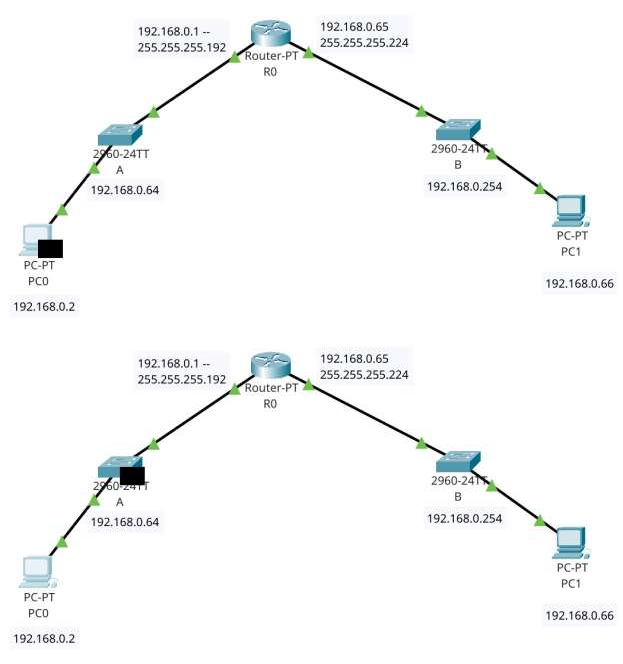 192.168.0.1 --
255.255.255.192
192.168.0.65
255.255.255.224
Router-PT
R0
2960-24TT
A
192.168.0.64
2960-24TT
B
192.168.0.254
PC-PT
PC0
192.168.0.2
PC-PT
PC1
192.168.0.66
192.168.0.1 --
255.255.255.192
192.168.0.65
255.255.255.224
Router-PT
R0
2960-24TT
A
192.168.0.64
2960-24TT
B
192.168.0.254
PC-PT
PC0
192.168.0.2
PC-PT
PC1
192.168.0.66